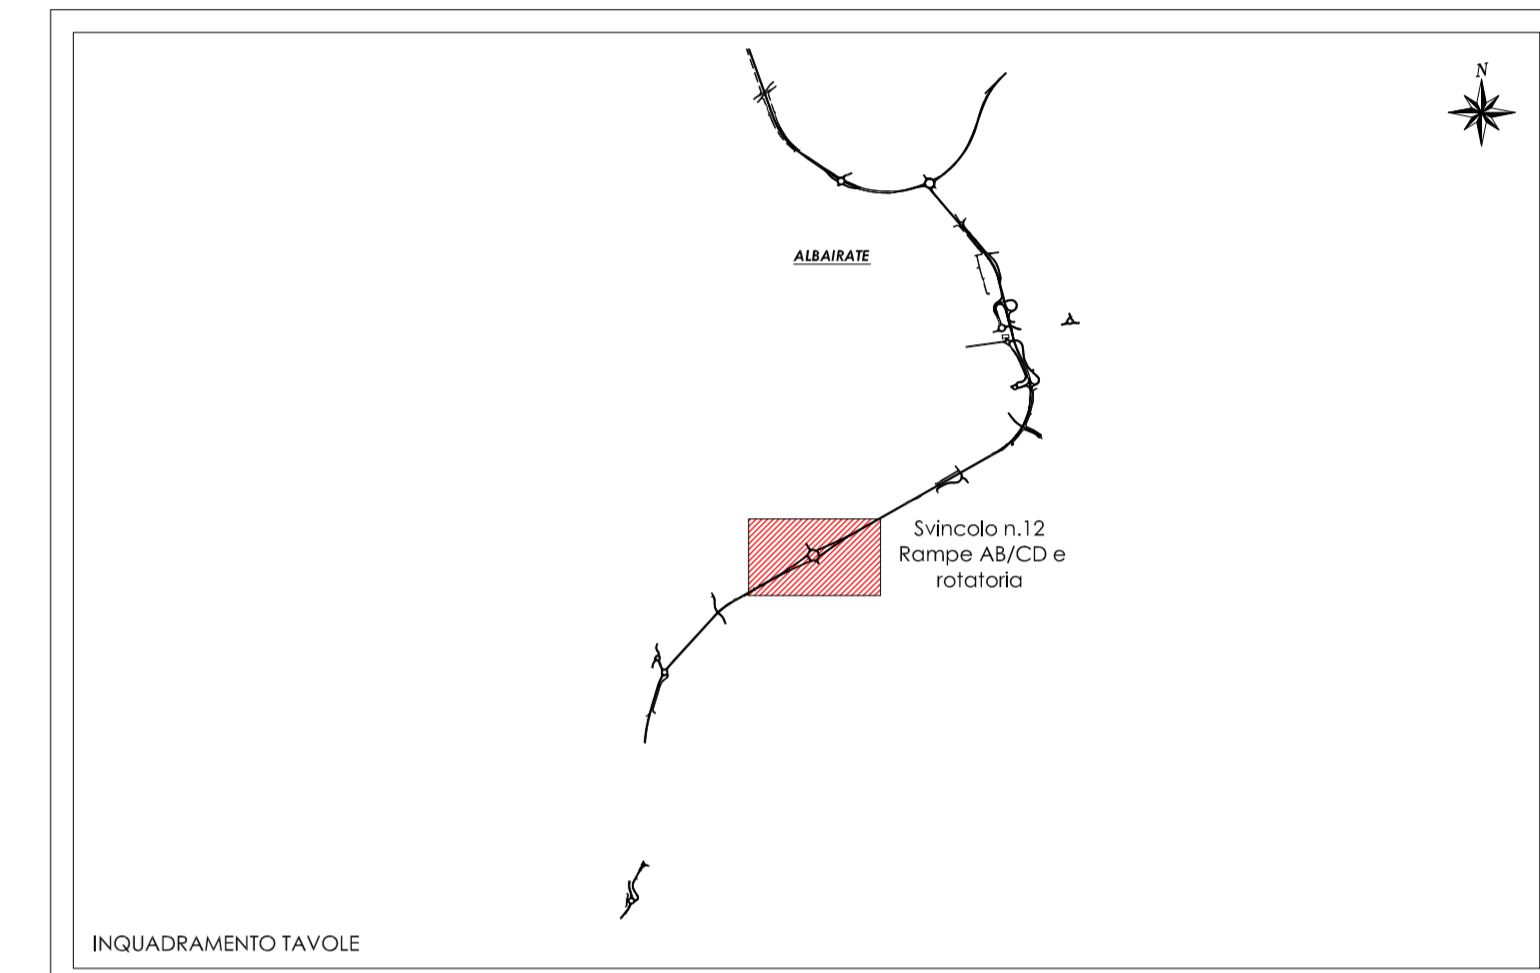 N
ALBAIRATE
Svincolo n.12
Rampe AB/CD e
rotatoria
INQUADRAMENTO TAVOLE